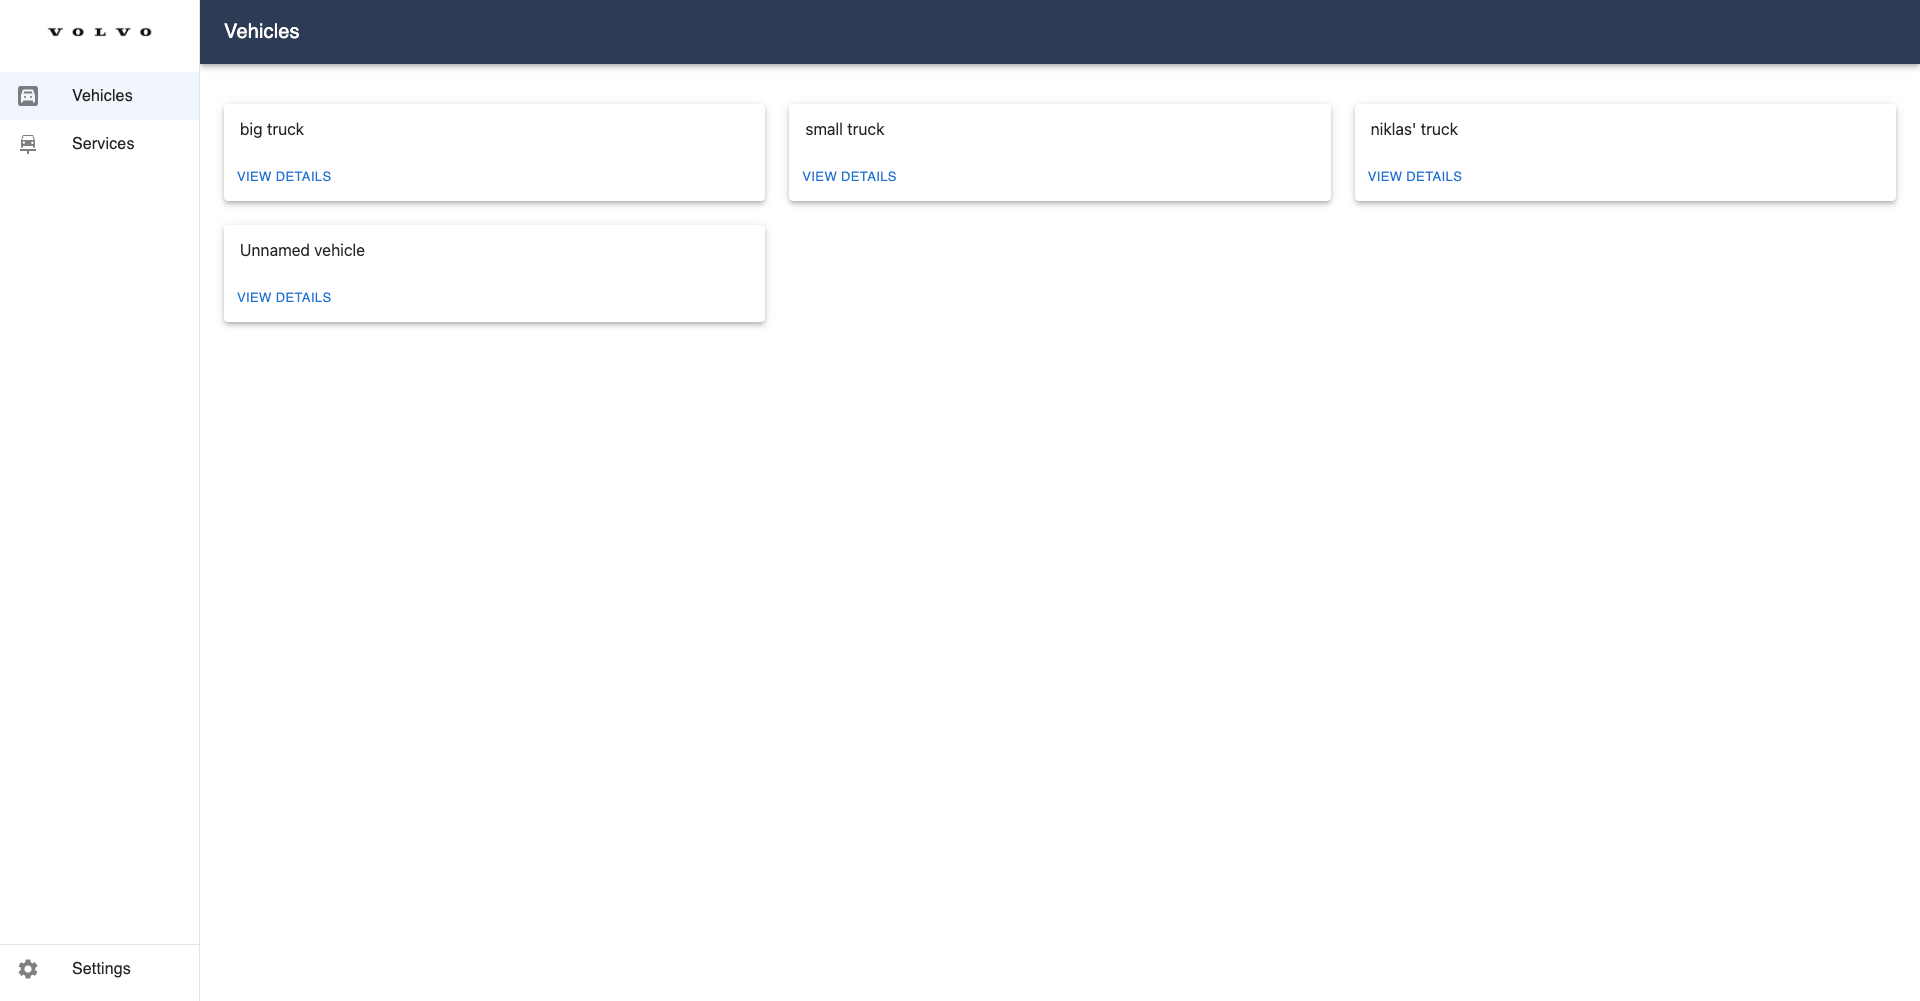 VOLVO
Vehicles
Vehicles
Services
big truck
VIEW DETAILS
small truck
VIEW DETAILS
niklas' truck
VIEW DETAILS
Unnamed vehicle
VIEW DETAILS
Settings